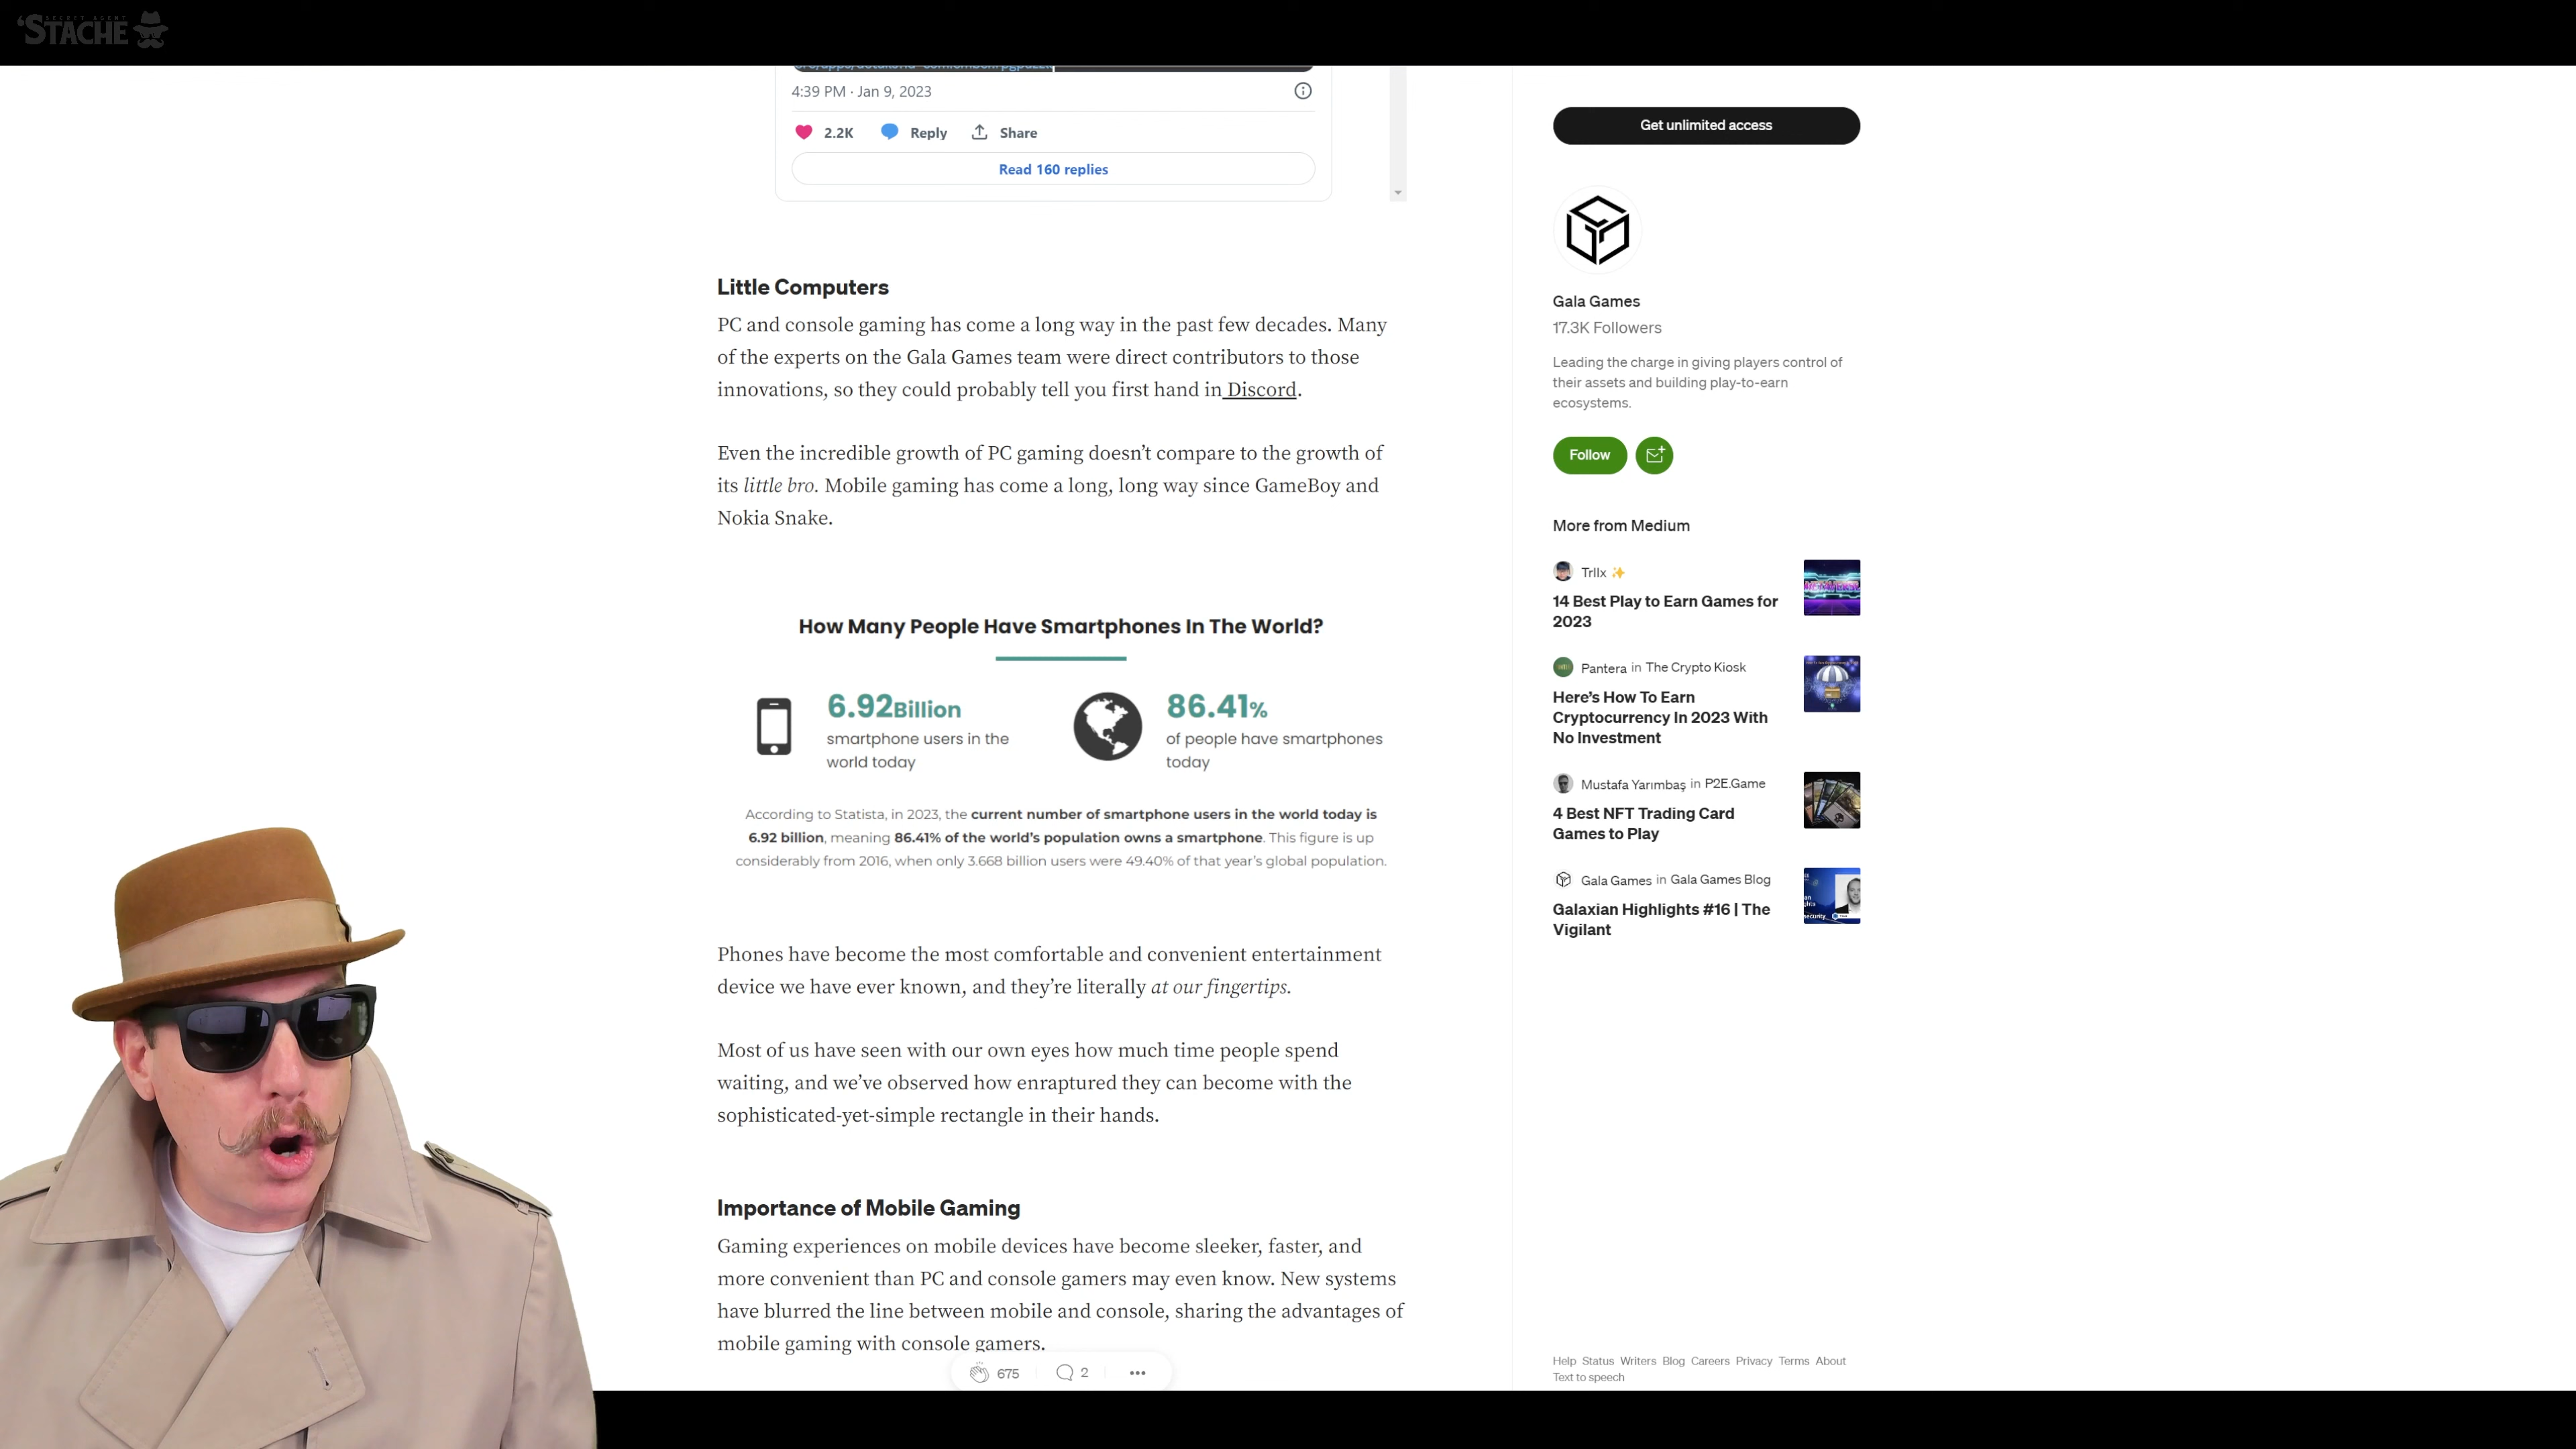 SECRET AGENT
'STACHE
4:39 PM · Jan 9, 2023
2.2K Reply Share
Read 160 replies
Little Computers
PC and console gaming has come a long way in the past few decades. Many
of the experts on the Gala Games team were direct contributors to those
innovations, so they could probably tell you first hand in Discord.
Even the incredible growth of PC gaming doesn't compare to the growth of
its little bro. Mobile gaming has come a long, long way since GameBoy and
Nokia Snake.
How Many People Have Smartphones In The World?
6.92Billion
smartphone users in the
world today
86.41%
of people have smartphones
today
According to Statista, in 2023, the current number of smartphone users in the world today is
6.92 billion, meaning 86.41% of the world's population owns a smartphone. This figure is up
considerably from 2016, when only 3.668 billion users were 49.40% of that year's global population.
Phones have become the most comfortable and convenient entertainment
device we have ever known, and they're literally at our fingertips.
Most of us have seen with our own eyes how much time people spend
waiting, and we've observed how enraptured they can become with the
sophisticated-yet-simple rectangle in their hands.
Importance of Mobile Gaming
Gaming experiences on mobile devices have become sleeker, faster, and
more convenient than PC and console gamers may even know. New systems
have blurred the line between mobile and console, sharing the advantages of
mobile gaming with console gamers.
675 2
Get unlimited access
Gala Games
17.3K Followers
Leading the charge in giving players control of
their assets and building play-to-earn
ecosystems.
Follow
More from Medium
Trllx ✨
14 Best Play to Earn Games for
2023
Pantera in The Crypto Kiosk
Here's How To Earn
Cryptocurrency In 2023 With
No Investment
Mustafa Yarımbaş in P2E.Game
4 Best NFT Trading Card
Games to Play
Gala Games in Gala Games Blog
Galaxian Highlights #16 | The
Vigilant
Help Status Writers Blog Careers Privacy Terms About
Text to speech